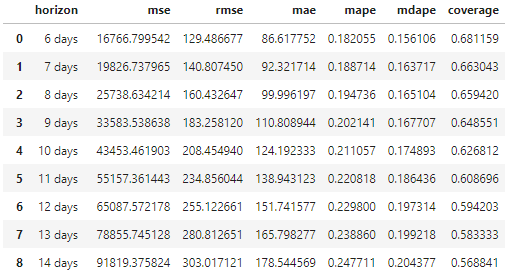 horizon mse rmse mae mape mdape coverage
0 6 days 16766.799542 129.486677 86.617752 0.182055 0.156106 0.681159
1 7 days 19826.737965 140.807450 92.321714 0.188714 0.163717 0.663043
2 8 days 25738.634214 160.432647 99.996197 0.194736 0.165104 0.659420
3 9 days 33583.538638 183.258120 110.808944 0.202141 0.167707 0.648551
4 10 days 43453.461903 208.454940 124.192333 0.211057 0.174893 0.626812
5 11 days 55157.361443 234.856044 138.943123 0.220818 0.186436 0.608696
6 12 days 65087.572178 255.122661 151.741577 0.229800 0.197314 0.594203
7 13 days 78855.745128 280.812651 165.798277 0.238860 0.199218 0.583333
8 14 days 91819.375824 303.017121 178.544569 0.247711 0.204377 0.568841